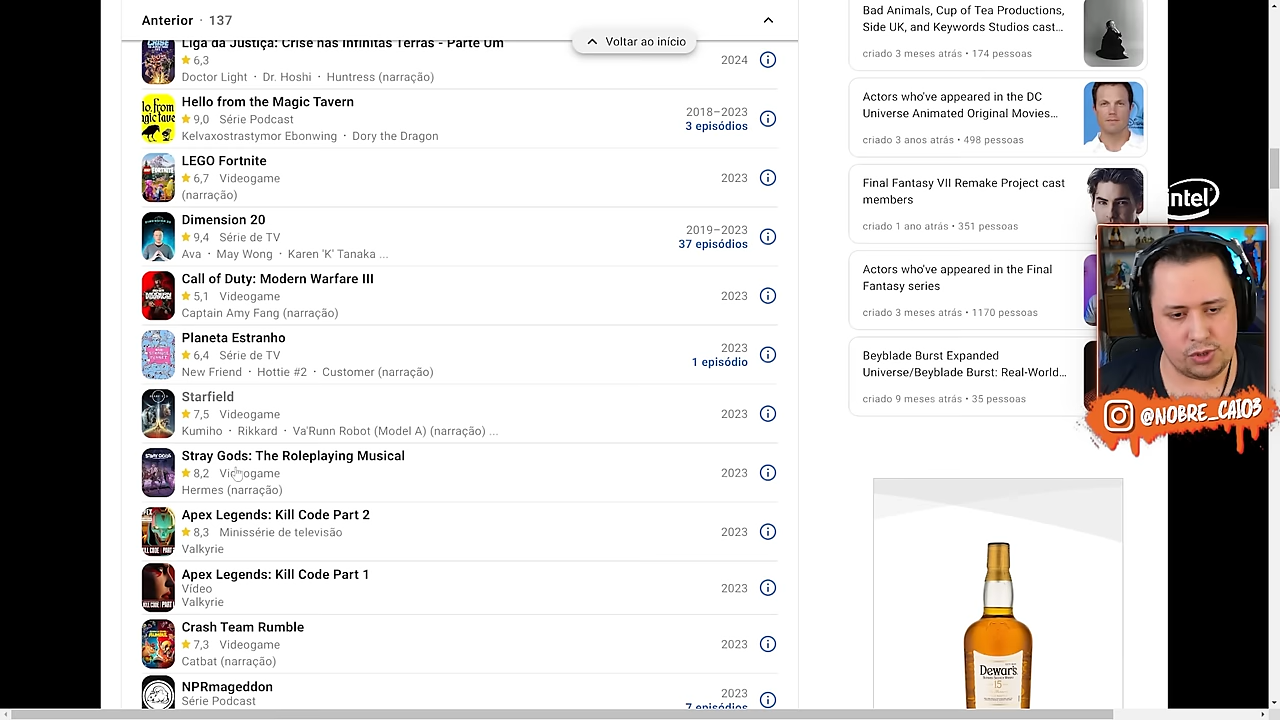 Anterior · 137
Voltar ao início
Liga da Justiça: Crise nas Infinitas Terras - Parte Um
6,3
2024
Doctor Light · Dr. Hoshi · Huntress (narração)
Hello from the Magic Tavern
9,0 Série Podcast
2018–2023
3 episódios
Kelvaxostrastymor Ebonwing · Dory the Dragon
LEGO Fortnite
6,7 Videogame
2023
(narração)
Dimension 20
9,4 Série de TV
2019–2023
37 episódios
Ava · May Wong · Karen 'K' Tanaka ...
Call of Duty: Modern Warfare III
5,1 Videogame
2023
Captain Amy Fang (narração)
Planeta Estranho
6,4 Série de TV
2023
1 episódio
New Friend · Hottie #2 · Customer (narração)
Starfield
7,5 Videogame
2023
Kumiho · Rikkard · Va'Runn Robot (Model A) (narração) ...
Stray Gods: The Roleplaying Musical
8,2 Videogame
2023
Hermes (narração)
Apex Legends: Kill Code Part 2
8,3 Minissérie de televisão
2023
Valkyrie
Apex Legends: Kill Code Part 1
Vídeo
2023
Valkyrie
Crash Team Rumble
7,3 Videogame
2023
Catbat (narração)
NPRmageddon
Série Podcast
2023
7 episódios
Bad Animals, Cup of Tea Productions,
Side UK, and Keywords Studios cast...
criado 3 meses atrás • 174 pessoas
Actors who've appeared in the DC
Universe Animated Original Movies...
criado 3 anos atrás • 498 pessoas
Final Fantasy VII Remake Project cast
members
criado 1 ano atrás • 351 pessoas
Actors who've appeared in the Final
Fantasy series
criado 3 meses atrás • 1170 pessoas
Beyblade Burst Expanded
Universe/Beyblade Burst: Real-World...
criado 9 meses atrás • 35 pessoas
intel
@NOBRE_CAIO3
Dewar's
15